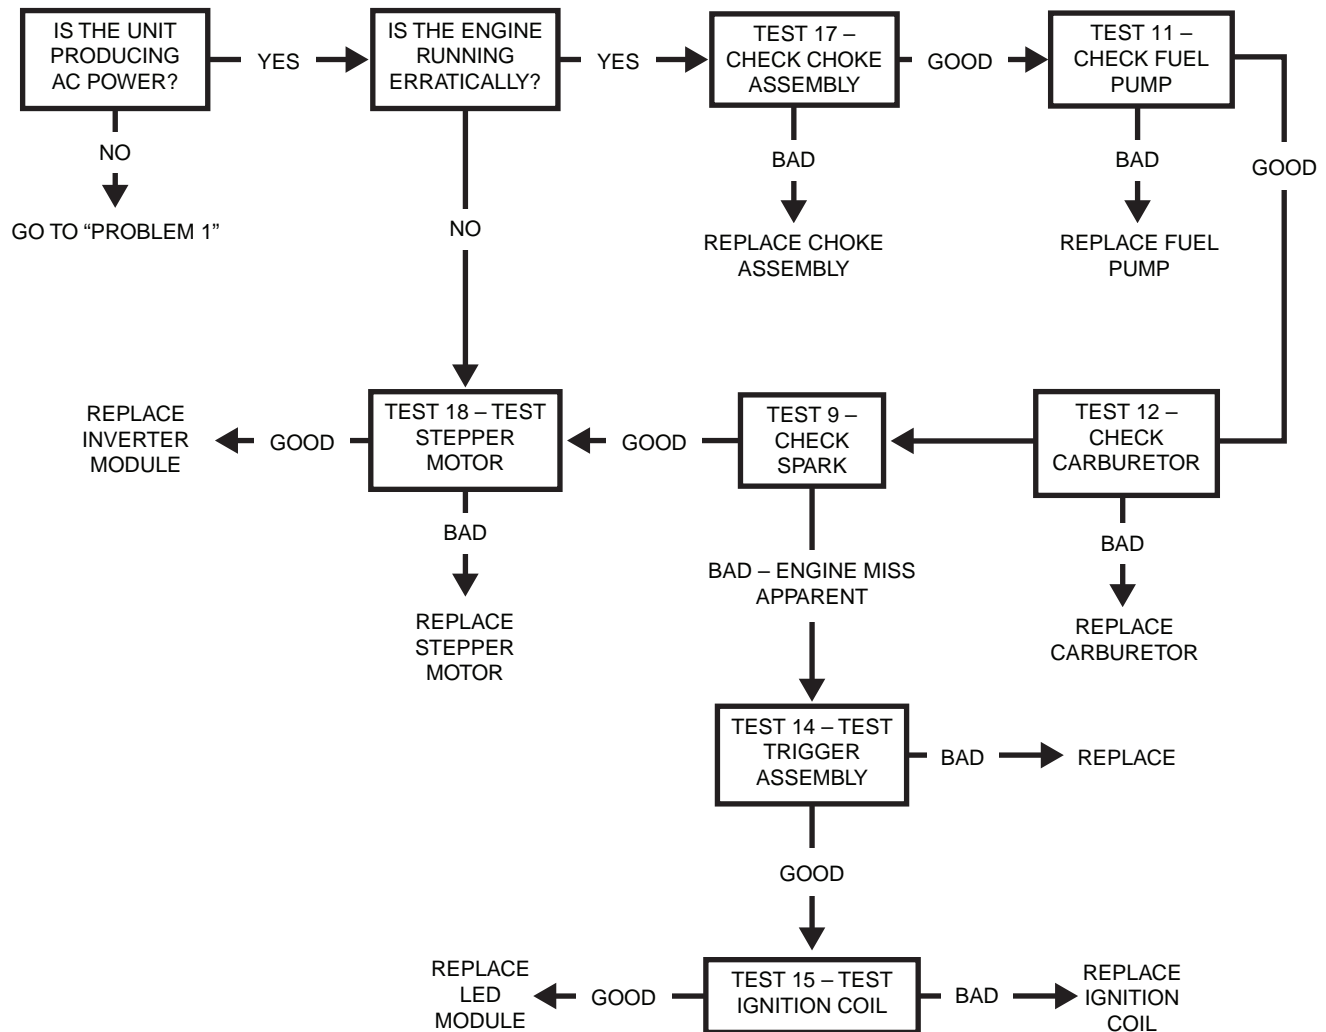 IS THE UNIT
PRODUCING
AC POWER?
YES
IS THE ENGINE
RUNNING
ERRATICALLY?
YES
TEST 17 –
CHECK CHOKE
ASSEMBLY
GOOD
TEST 11 –
CHECK FUEL
PUMP
NO
GO TO “PROBLEM 1”
NO
BAD
REPLACE CHOKE
ASSEMBLY
BAD
REPLACE FUEL
PUMP
GOOD
REPLACE
INVERTER
MODULE
GOOD
TEST 18 – TEST
STEPPER
MOTOR
GOOD
TEST 9 –
CHECK
SPARK
TEST 12 –
CHECK
CARBURETOR
BAD
REPLACE
STEPPER
MOTOR
BAD – ENGINE MISS
APPARENT
BAD
REPLACE
CARBURETOR
TEST 14 – TEST
TRIGGER
ASSEMBLY
BAD
REPLACE
GOOD
REPLACE
LED
MODULE
GOOD
TEST 15 – TEST
IGNITION COIL
BAD
REPLACE
IGNITION
COIL